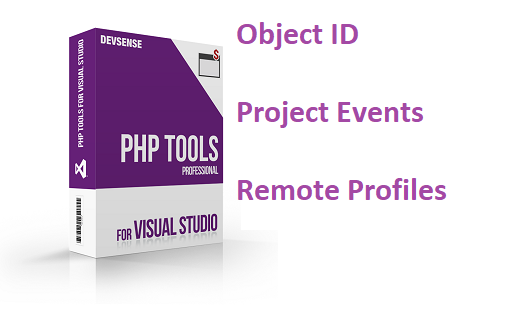 DEVSENSE
S
PHP TOOLS FOR VISUAL STUDIO
PHP TOOLS
PROFESSIONAL
FOR VISUAL STUDIO
Object ID
Project Events
Remote Profiles